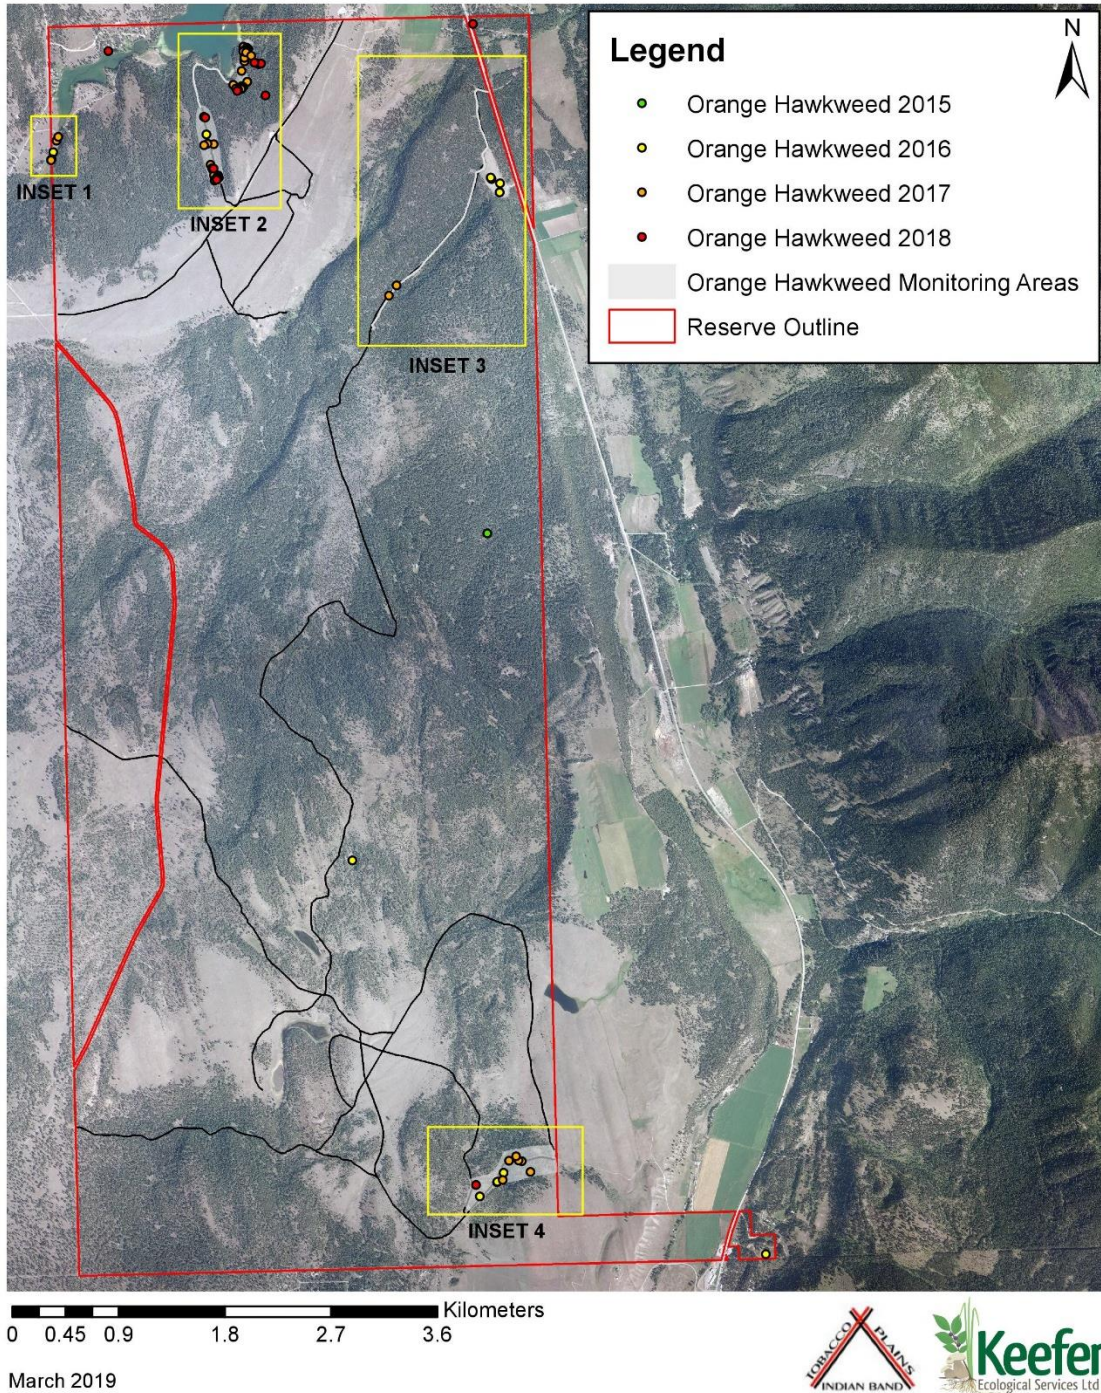 Legend
N
Orange Hawkweed 2015
Orange Hawkweed 2016
Orange Hawkweed 2017
Orange Hawkweed 2018
Orange Hawkweed Monitoring Areas
Reserve Outline
INSET 1
INSET 2
INSET 3
INSET 4
Kilometers
0 0.45 0.9 1.8 2.7 3.6
March 2019
TOBACCO PLAINS
INDIAN BAND
Keefer
Ecological Services Ltd